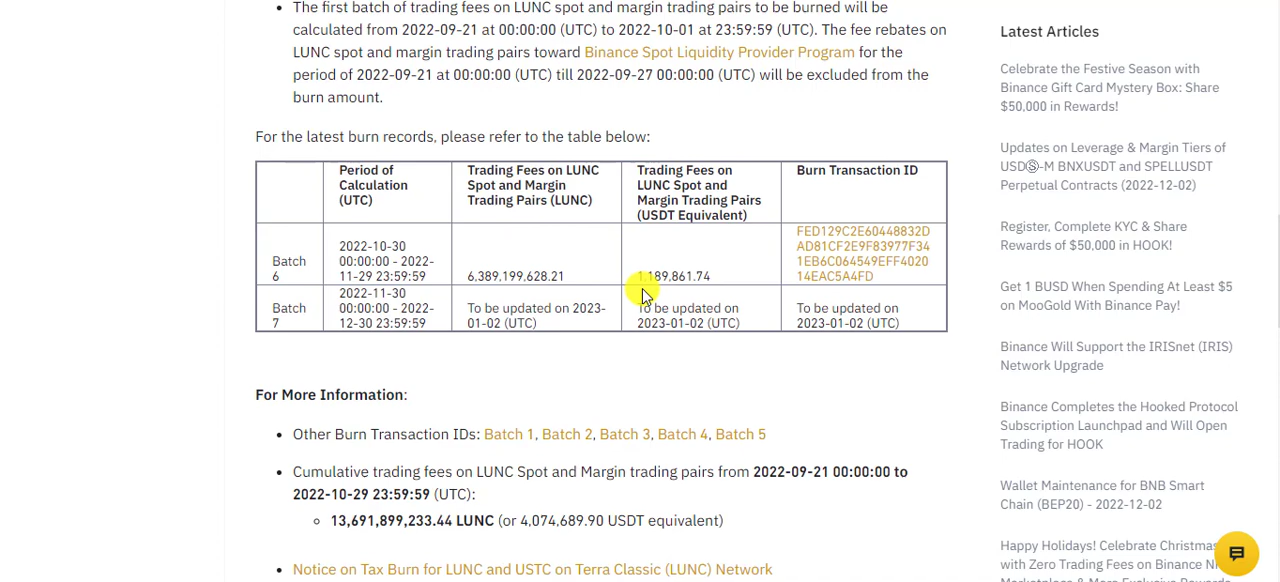 The first batch of trading fees on LUNC spot and margin trading pairs to be burned will be
calculated from 2022-09-21 at 00:00:00 (UTC) to 2022-10-01 at 23:59:59 (UTC). The fee rebates on
LUNC spot and margin trading pairs toward Binance Spot Liquidity Provider Program for the
period of 2022-09-21 at 00:00:00 (UTC) till 2022-09-27 00:00:00 (UTC) will be excluded from the
burn amount.
For the latest burn records, please refer to the table below:
Period of
Calculation
(UTC)
Trading Fees on LUNC
Spot and Margin
Trading Pairs (LUNC)
Trading Fees on
LUNC Spot and
Margin Trading Pairs
(USDT Equivalent)
Burn Transaction ID
Batch
6
2022-10-30
00:00:00 - 2022-
11-29 23:59:59
6,389,199,628.21
1,189,861.74
FED129C2E60448832D
AD81CF2E9F83977F34
1EB6C064549EFF4020
14EAC5A4FD
Batch
7
2022-11-30
00:00:00 - 2022-
12-30 23:59:59
To be updated on 2023-
01-02 (UTC)
To be updated on
2023-01-02 (UTC)
To be updated on
2023-01-02 (UTC)
For More Information:
Other Burn Transaction IDs: Batch 1, Batch 2, Batch 3, Batch 4, Batch 5
Cumulative trading fees on LUNC Spot and Margin trading pairs from 2022-09-21 00:00:00 to
2022-10-29 23:59:59 (UTC):
13,691,899,233.44 LUNC (or 4,074,689.90 USDT equivalent)
Notice on Tax Burn for LUNC and USTC on Terra Classic (LUNC) Network
Latest Articles
Celebrate the Festive Season with
Binance Gift Card Mystery Box: Share
$50,000 in Rewards!
Updates on Leverage & Margin Tiers of
USDⓈ-M BNXUSDT and SPELLUSDT
Perpetual Contracts (2022-12-02)
Register, Complete KYC & Share
Rewards of $50,000 in HOOK!
Get 1 BUSD When Spending At Least $5
on MooGold With Binance Pay!
Binance Will Support the IRISnet (IRIS)
Network Upgrade
Binance Completes the Hooked Protocol
Subscription Launchpad and Will Open
Trading for HOOK
Wallet Maintenance for BNB Smart
Chain (BEP20) - 2022-12-02
Happy Holidays! Celebrate Christmas
with Zero Trading Fees on Binance